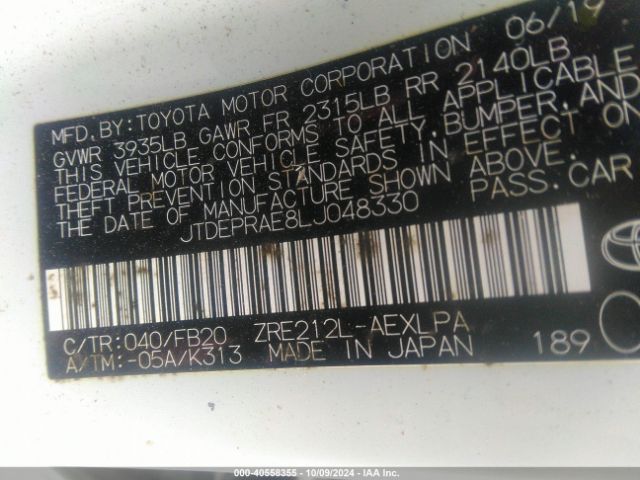 MFD. BY: TOYOTA MOTOR CORPORATION 06/19
GVWR 3935LB GAWR FR 2315LB RR 2140LB
THIS VEHICLE CONFORMS TO ALL APPLICABLE
FEDERAL MOTOR VEHICLE SAFETY, BUMPER, AND
THEFT PREVENTION STANDARDS IN EFFECT ON
THE DATE OF MANUFACTURE SHOWN ABOVE.
JTDEPRAE8LJ048330 PASS. CAR
C/TR: 040/FB20 ZRE212L-AEXLPA
A/TM: -05A/K313 MADE IN JAPAN 189
000-40558355 | 10/09/2024 | IAA Inc.